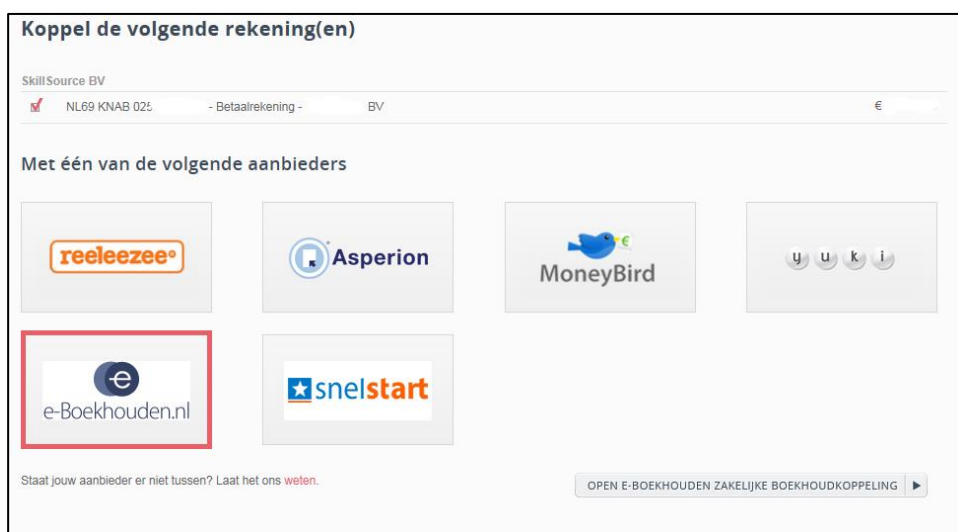 Koppel de volgende rekening(en)
SkillSource BV
NL69 KNAB 025 - Betaalrekening - BV €
Met één van de volgende aanbieders
reeleezee
Asperion
€
MoneyBird
yuki
e
e-Boekhouden.nl
snelstart
Staat jouw aanbieder er niet tussen? Laat het ons weten.
OPEN E-BOEKHOUDEN ZAKELIJKE BOEKHOUDKOPPELING